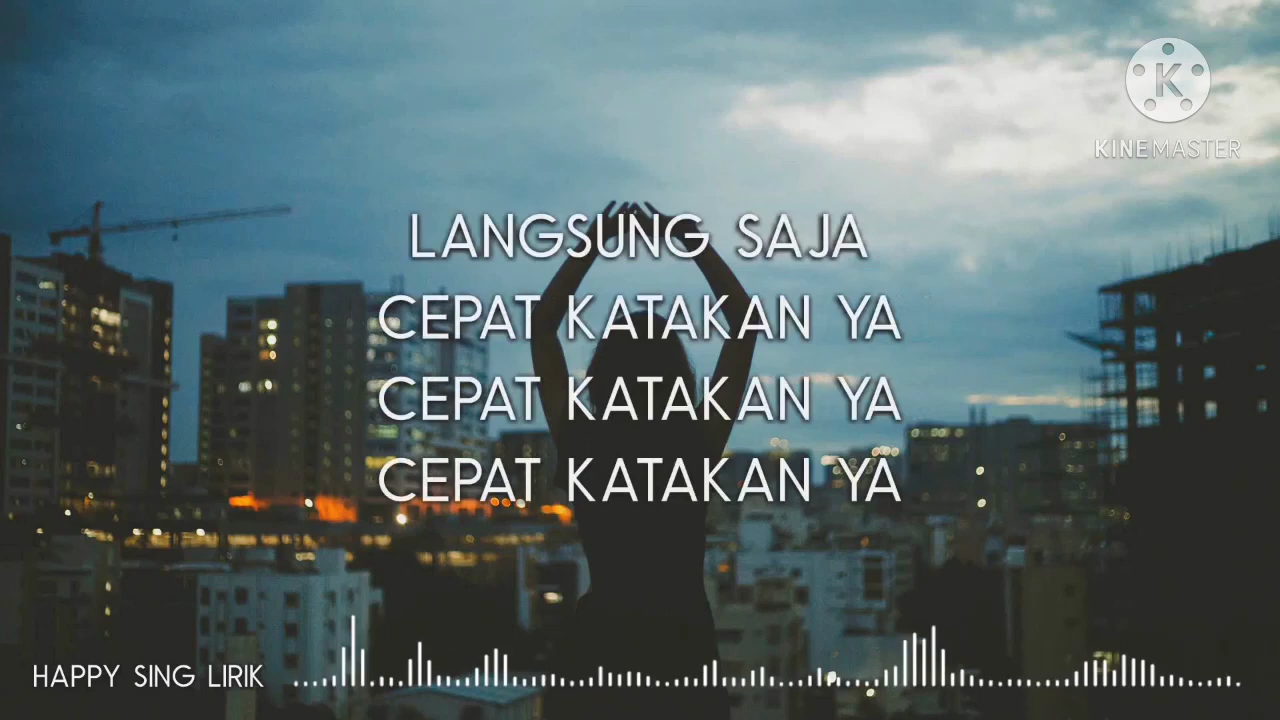 K
KINEMASTER
LANGSUNG SAJA
CEPAT KATAKAN YA
CEPAT KATAKAN YA
CEPAT KATAKAN YA
HAPPY SING LIRIK